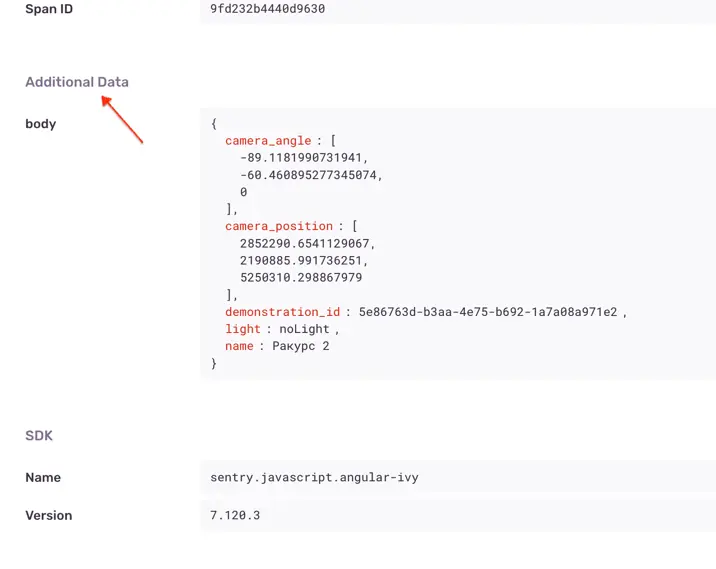 Span ID 9fd232b4440d9630
Additional Data
body {
camera_angle : [
-89.1181990731941,
-60.460895277345074,
0
],
camera_position : [
2852290.6541129067,
2190885.991736251,
5250310.298867979
],
demonstration_id : 5e86763d-b3aa-4e75-b692-1a7a08a971e2 ,
light : noLight ,
name : Ракурс 2
}
SDK
Name sentry.javascript.angular-ivy
Version 7.120.3